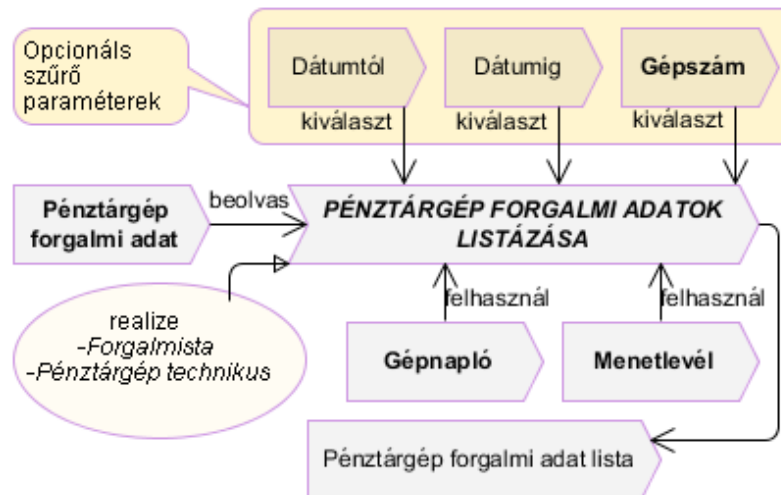 Opcionáls
szűrő
paraméterek
Dátumtól
Dátumig
Gépszám
kiválaszt
kiválaszt
kiválaszt
Pénztárgép
forgalmi adat
beolvas
PÉNZTÁRGÉP FORGALMI ADATOK
LISTÁZÁSA
realize
-Forgalmista
-Pénztárgép technikus
felhasznál
felhasznál
Gépnapló
Menetlevél
Pénztárgép forgalmi adat lista